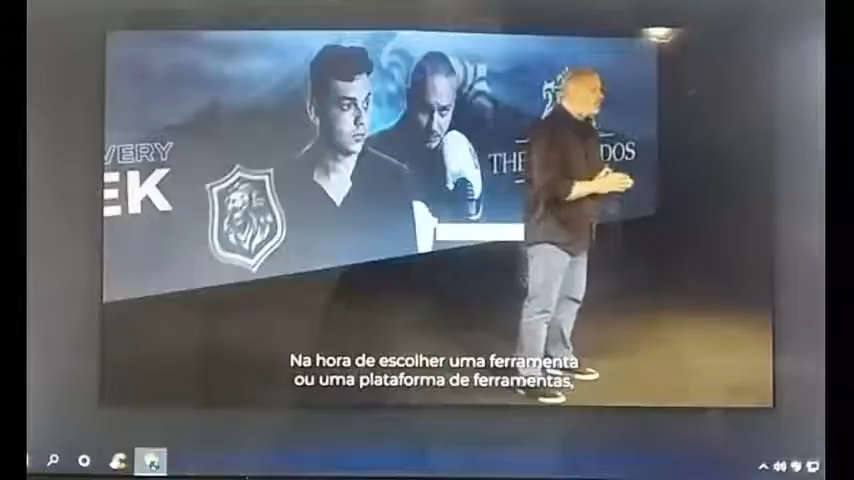 VERY
EK
THE
DOS
Na hora de escolher uma ferramenta
ou uma plataforma de ferramentas,